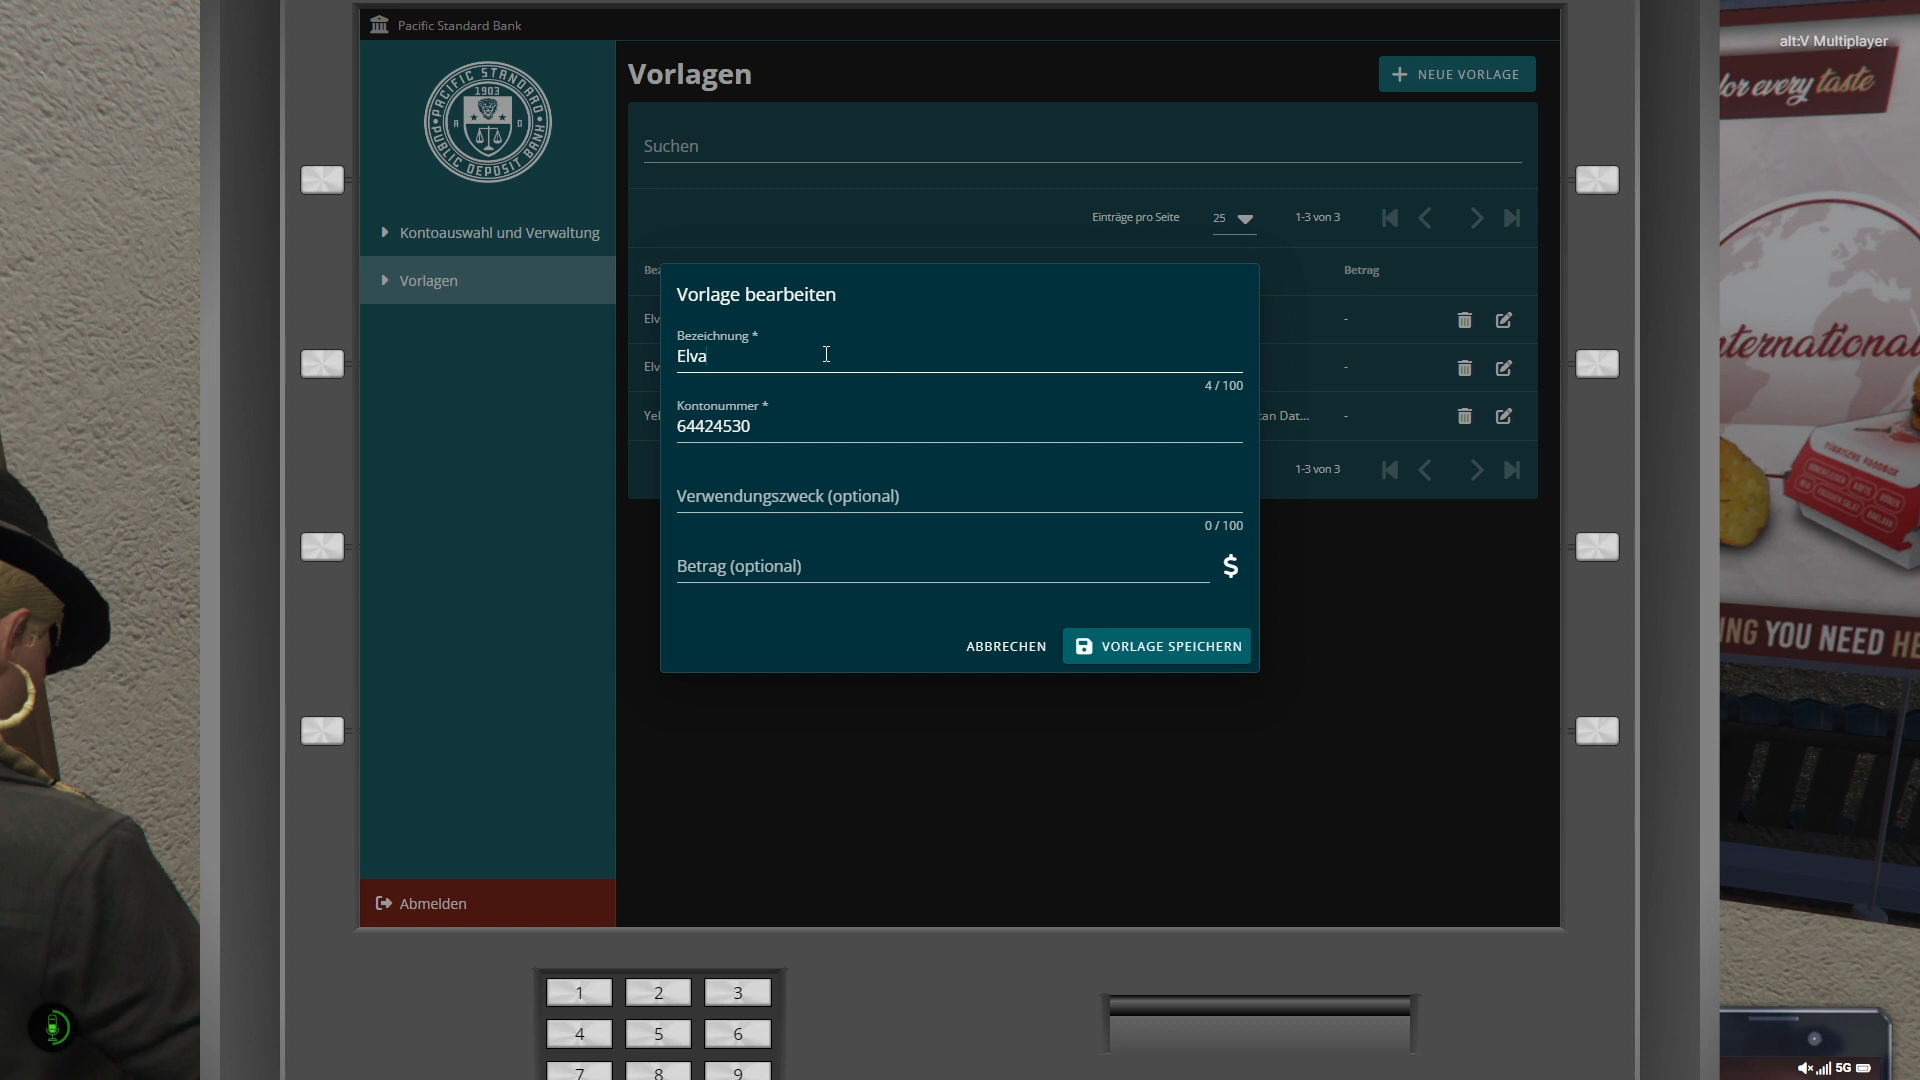 Pacific Standard Bank
alt:V Multiplayer
PACIFIC STANDARD
1903
A D
PUBLIC DEPOSIT BANK
Vorlagen
NEUE VORLAGE
for every taste
Suchen
Kontoauswahl und Verwaltung
Einträge pro Seite
25
1-3 von 3
Vorlagen
Betrag
Vorlage bearbeiten
Bezeichnung *
Elva
4 / 100
Kontonummer *
64424530
-
-
-
1-3 von 3
Verwendungszweck (optional)
0 / 100
Betrag (optional)
$
ABBRECHEN
VORLAGE SPEICHERN
YOU NEED
Abmelden
1 2 3
4 5 6
7 8 9
5G